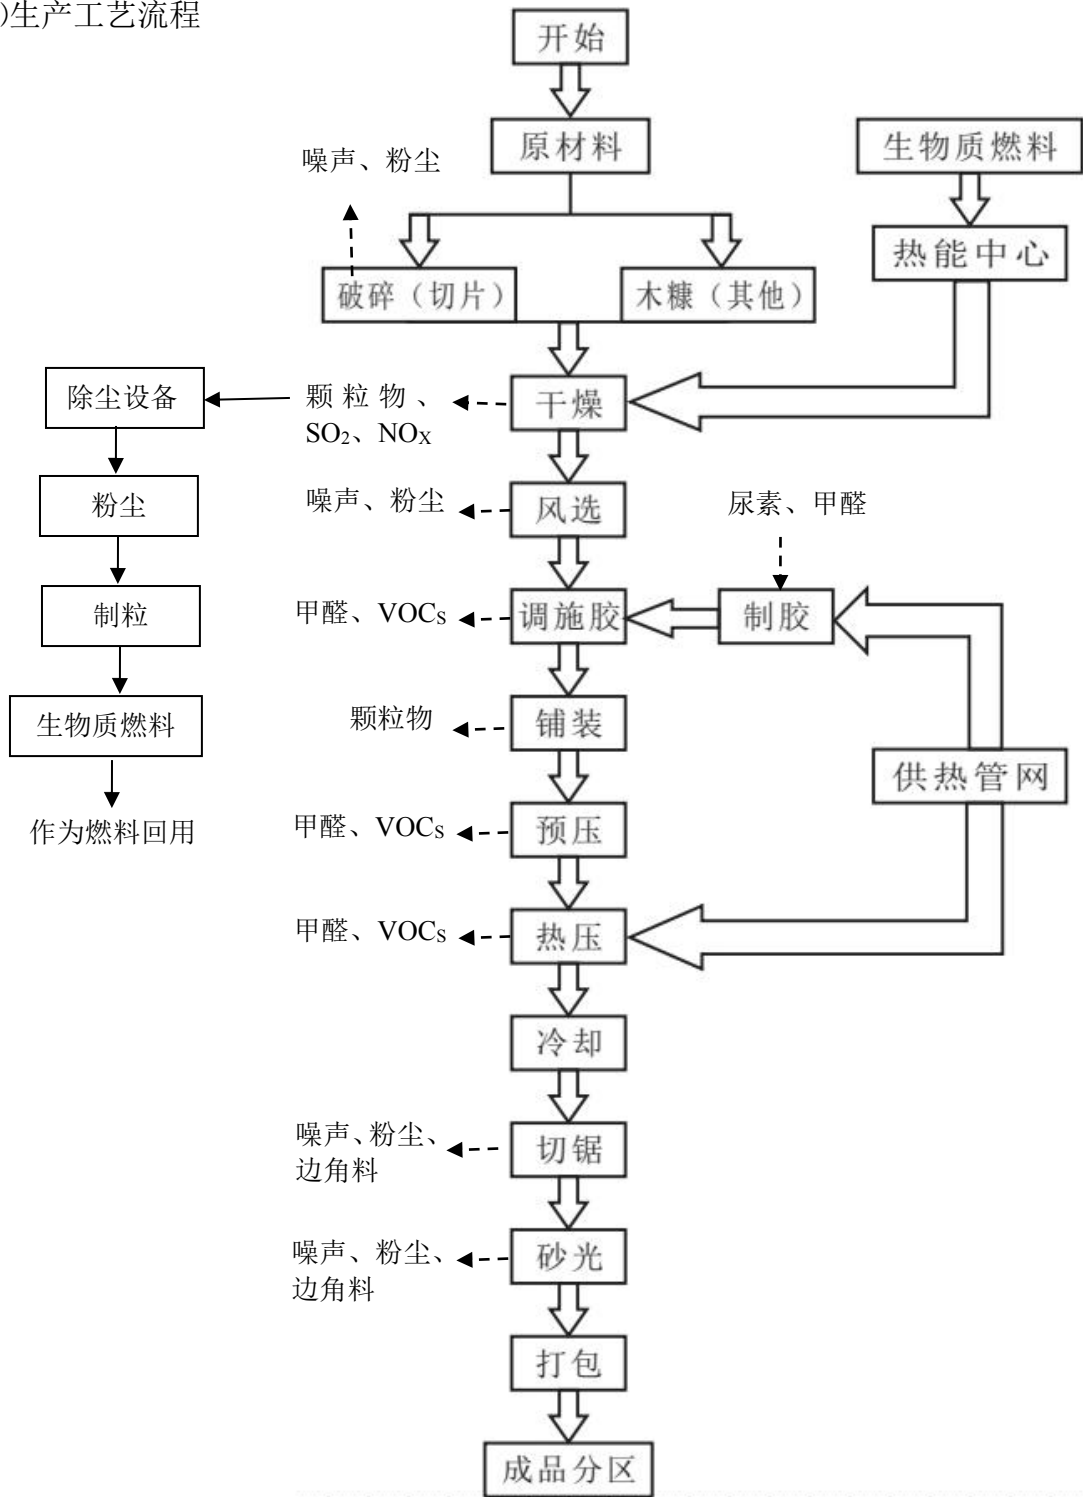 )生产工艺流程
开始
原材料
生物质燃料
噪声、粉尘
热能中心
破碎（切片）
木糠（其他）
除尘设备
颗粒物、
SO₂、NOX
干燥
粉尘
噪声、粉尘
风选
尿素、甲醛
制粒
甲醛、VOCs
调施胶
制胶
生物质燃料
颗粒物
铺装
供热管网
作为燃料回用
甲醛、VOCs
预压
甲醛、VOCs
热压
冷却
噪声、粉尘、
边角料
切锯
噪声、粉尘、
边角料
砂光
打包
成品分区